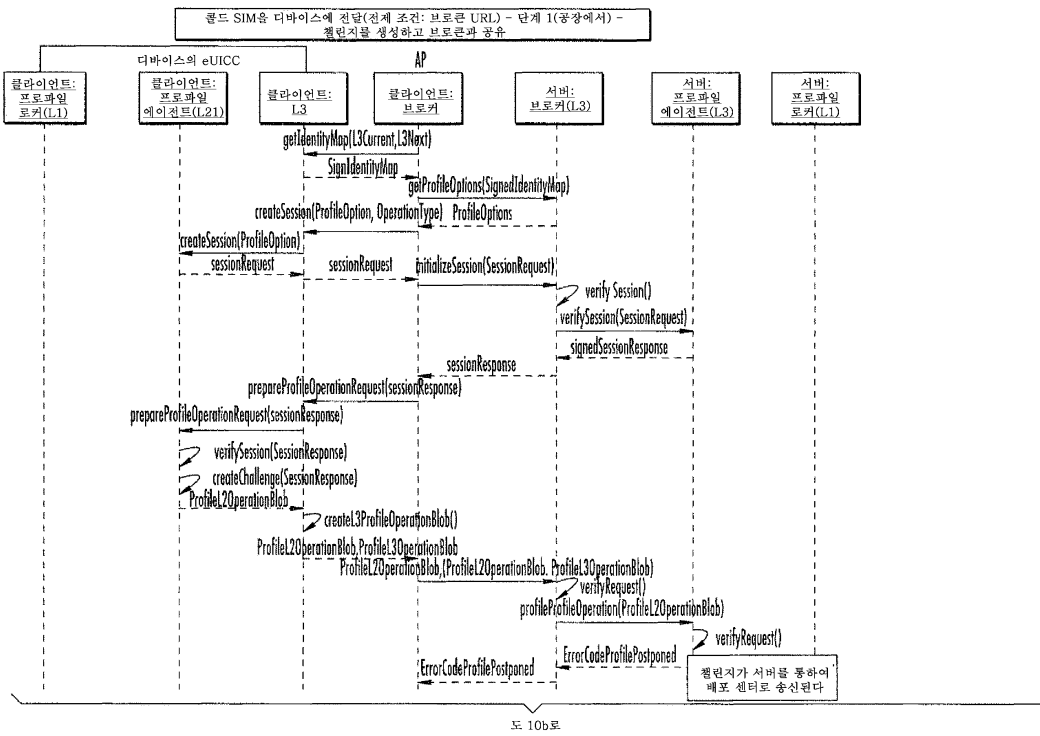 콜드 SIM을 디바이스에 전달(전제 조건: 브로큰 URL) - 단계 1(공장에서) -
챌린지를 생성하고 브로큰과 공유
디바이스의 eUICC
AP
클라이언트:
프로파일
로커(L1)
클라이언트:
프로파일
에이전트(L21)
클라이언트:
L3
클라이언트:
브로커
서버:
브로커(L3)
서버:
프로파일
에이전트(L3)
서버:
프로파일
로커(L1)
getIdentityMap(L3Current,L3Next)
SignIdentityMap
getProfileOptions(SignedIdentityMap)
createSession(ProfileOption, OperationType)
ProfileOptions
createSession(ProfileOption)
sessionRequest
sessionRequest
initializeSession(SessionRequest)
verify Session()
verifySession(SessionRequest)
signedSessionResponse
sessionResponse
prepareProfileOperationRequest(sessionResponse)
prepareProfileOperationRequest(sessionResponse)
verifySession(SessionResponse)
createChallenge(SessionResponse)
ProfileL2OperationBlob
createL3ProfileOperationBlob()
ProfileL2OperationBlob,ProfileL3OperationBlob
ProfileL2OperationBlob,(ProfileL2OperationBlob, ProfileL3OperationBlob)
verifyRequest()
profileProfileOperation(ProfileL2OperationBlob)
verifyRequest()
ErrorCodeProfilePostponed
ErrorCodeProfilePostponed
챌린지가 서버를 통하여
배포 센터로 송신된다
도 10b로